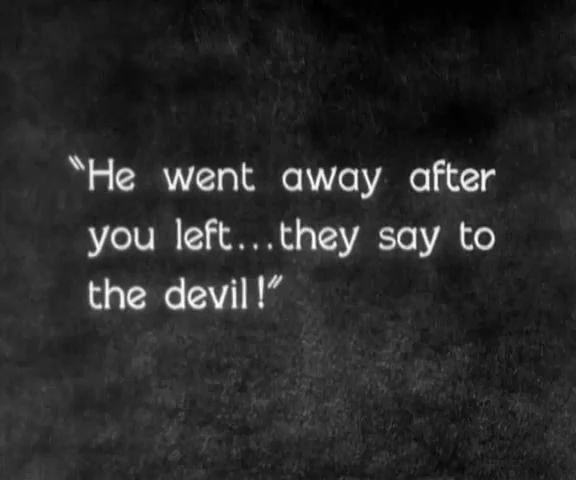 "He went away after
you left...they say to
the devil!"